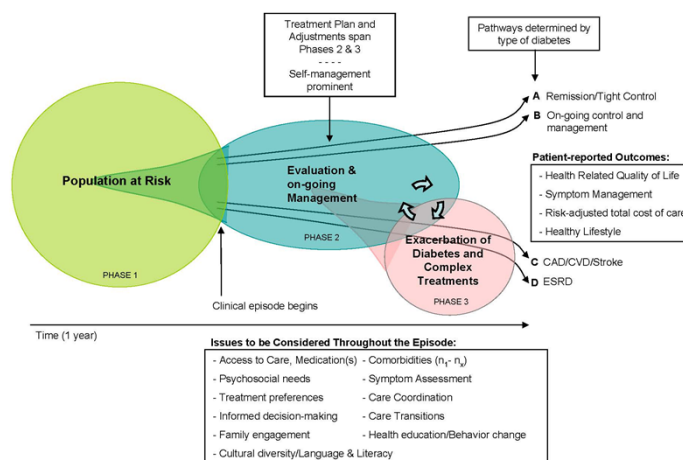 Treatment Plan and
Adjustments span
Phases 2 & 3
- - - -
Self-management
prominent
Pathways determined by
type of diabetes
A Remission/Tight Control
B On-going control and
management
Population at Risk
Evaluation &
on-going
Management
Patient-reported Outcomes:
- Health Related Quality of Life
- Symptom Management
- Risk-adjusted total cost of care
- Healthy Lifestyle
PHASE 1
PHASE 2
Exacerbation of
Diabetes and
Complex
Treatments
PHASE 3
C CAD/CVD/Stroke
D ESRD
Clinical episode begins
Time (1 year)
Issues to be Considered Throughout the Episode:
- Access to Care, Medication(s) - Comorbidities (n1- nx)
- Psychosocial needs - Symptom Assessment
- Treatment preferences - Care Coordination
- Informed decision-making - Care Transitions
- Family engagement - Health education/Behavior change
- Cultural diversity/Language & Literacy